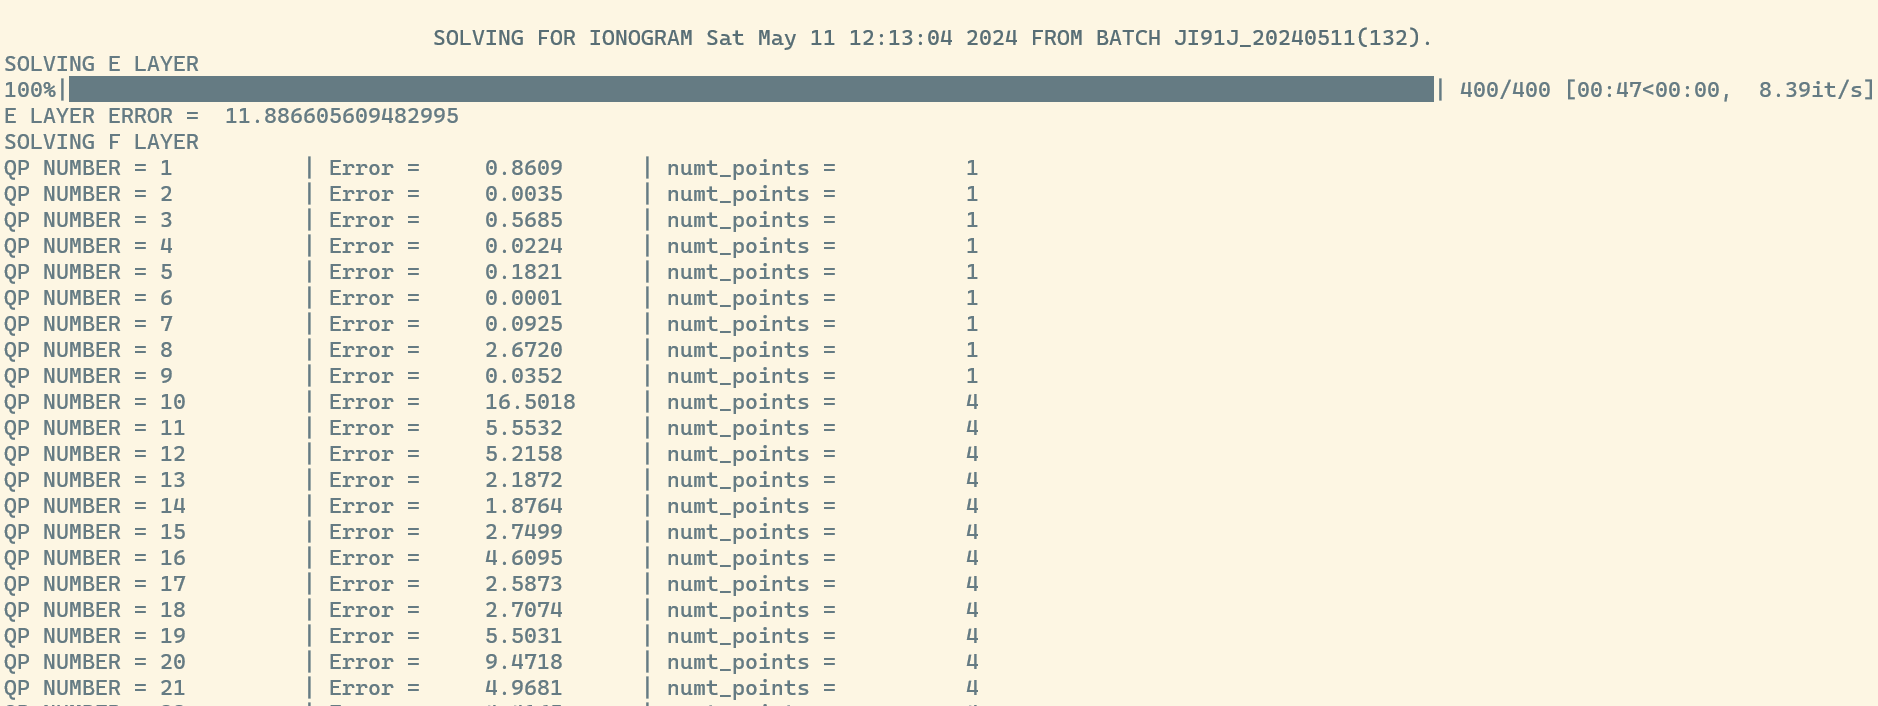 SOLVING FOR IONOGRAM Sat May 11 12:13:04 2024 FROM BATCH JI91J_20240511(132).
SOLVING E LAYER
100%| | 400/400 [00:47<00:00, 8.39it/s]
E LAYER ERROR = 11.886605609482995
SOLVING F LAYER
QP NUMBER = 1 | Error = 0.8609 | numt_points = 1
QP NUMBER = 2 | Error = 0.0035 | numt_points = 1
QP NUMBER = 3 | Error = 0.5685 | numt_points = 1
QP NUMBER = 4 | Error = 0.0224 | numt_points = 1
QP NUMBER = 5 | Error = 0.1821 | numt_points = 1
QP NUMBER = 6 | Error = 0.0001 | numt_points = 1
QP NUMBER = 7 | Error = 0.0925 | numt_points = 1
QP NUMBER = 8 | Error = 2.6720 | numt_points = 1
QP NUMBER = 9 | Error = 0.0352 | numt_points = 1
QP NUMBER = 10 | Error = 16.5018 | numt_points = 4
QP NUMBER = 11 | Error = 5.5532 | numt_points = 4
QP NUMBER = 12 | Error = 5.2158 | numt_points = 4
QP NUMBER = 13 | Error = 2.1872 | numt_points = 4
QP NUMBER = 14 | Error = 1.8764 | numt_points = 4
QP NUMBER = 15 | Error = 2.7499 | numt_points = 4
QP NUMBER = 16 | Error = 4.6095 | numt_points = 4
QP NUMBER = 17 | Error = 2.5873 | numt_points = 4
QP NUMBER = 18 | Error = 2.7074 | numt_points = 4
QP NUMBER = 19 | Error = 5.5031 | numt_points = 4
QP NUMBER = 20 | Error = 9.4718 | numt_points = 4
QP NUMBER = 21 | Error = 4.9681 | numt_points = 4